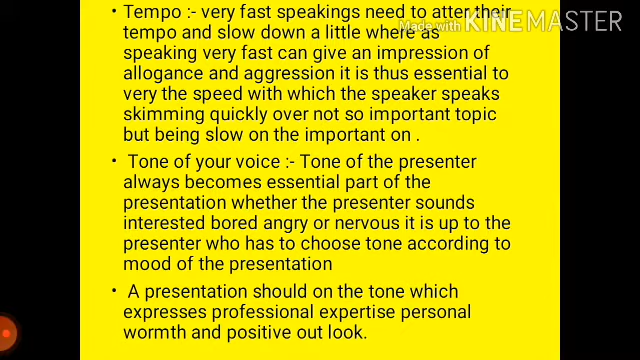 • Tempo :- very fast speakings need to atter their
tempo and slow down a little where as
speaking very fast can give an impression of
allogance and aggression it is thus essential to
very the speed with which the speaker speaks
skimming quickly over not so important topic
but being slow on the important on .
• Tone of your voice :- Tone of the presenter
always becomes essential part of the
presentation whether the presenter sounds
interested bored angry or nervous it is up to the
presenter who has to choose tone according to
mood of the presentation
• A presentation should on the tone which
expresses professional expertise personal
wormth and positive out look.
Made with KINEMASTER